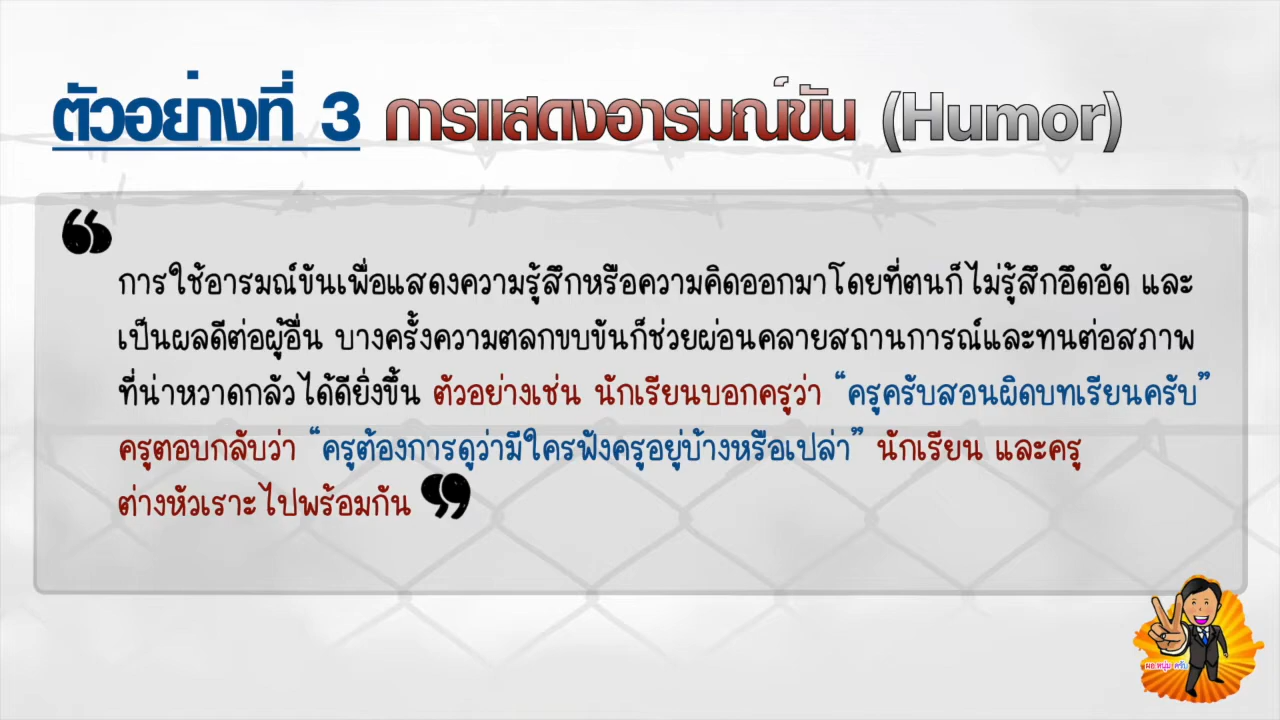 ตัวอย่างที่ 3 การแสดงอารมณ์ขัน (Humor)
“
การใช้อารมณ์ขันเพื่อแสดงความรู้สึกหรือความคิดออกมาโดยที่ตนก็ไม่รู้สึกอึดอัด และ
เป็นผลดีต่อผู้อื่น บางครั้งความตลกขบขันก็ช่วยผ่อนคลายสถานการณ์และทนต่อสภาพ
ที่น่าหวาดกลัวได้ดียิ่งขึ้น ตัวอย่างเช่น นักเรียนบอกครูว่า “ครูครับสอนผิดบทเรียนครับ”
ครูตอบกลับว่า “ครูต้องการดูว่ามีใครฟังครูอยู่บ้างหรือเปล่า” นักเรียน และครู
ต่างหัวเราะไปพร้อมกัน ”